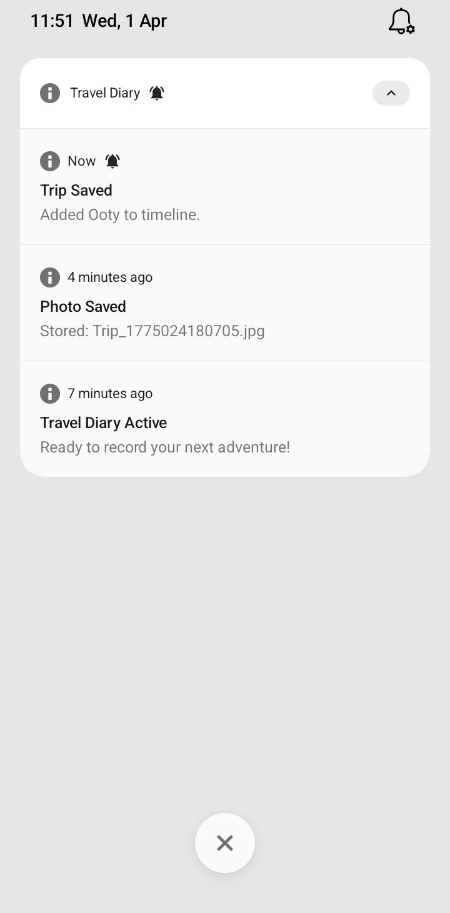 11:51 Wed, 1 Apr
Travel Diary
Now
Trip Saved
Added Ooty to timeline.
4 minutes ago
Photo Saved
Stored: Trip_1775024180705.jpg
7 minutes ago
Travel Diary Active
Ready to record your next adventure!